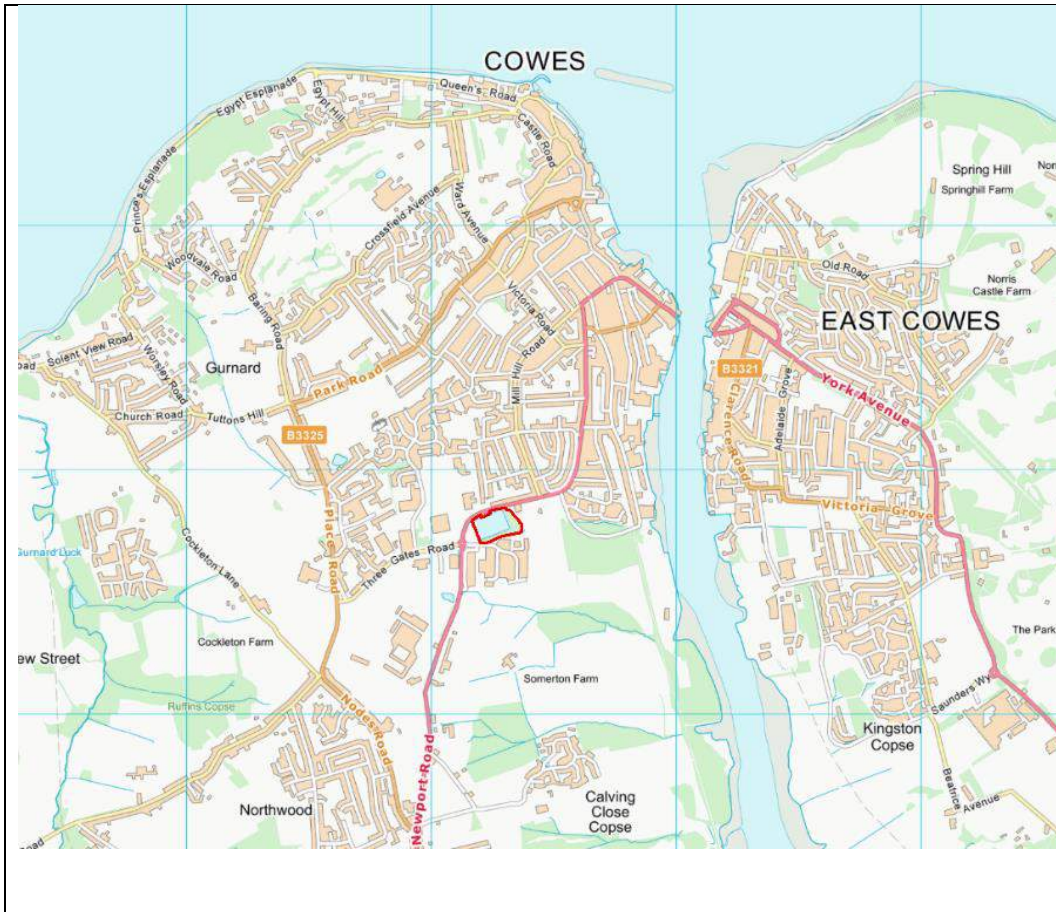 COWES
Queen's Road
Egypt Esplanade
Egypt Hill
Castle Road
Prince's Esplanade
Crossfield Avenue
Ward Avenue
Spring Hill
Springhill Farm
Nor
Woodvale Road
Old Road
Norris
Castle Farm
Baring Road
Victoria Road
EAST COWES
Solent View Road
oad
Worsley Road
Gurnard
Mill Hill Road
Park Road
B3321
York Avenue
Adelaide Grove
Clarence Road
Church Road
Tuttons Hill
B3325
Victoria Grove
Place Road
Gurnard Luck
Three Gates Road
Cockleton Lane
Cockleton Farm
The Park
ew Street
Somerton Farm
Saunders Wy
Ruffins Copse
Nodes Road
Kingston
Copse
Newport Road
Beatrice Avenue
Northwood
Calving
Close
Copse
oad